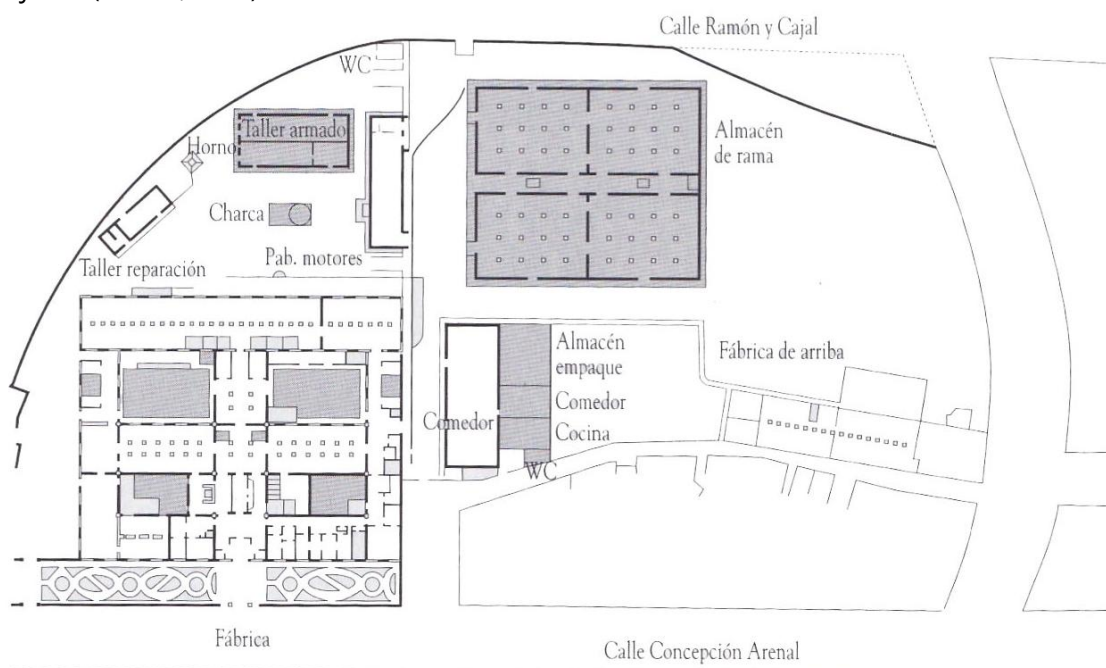 Calle Ramón y Cajal
WC
Taller armado
Horno
Almacén
de rama
Charca
Pab. motores
Taller reparación
Almacén
empaque
Fábrica de arriba
Comedor
Comedor
Cocina
WC
Fábrica
Calle Concepción Arenal